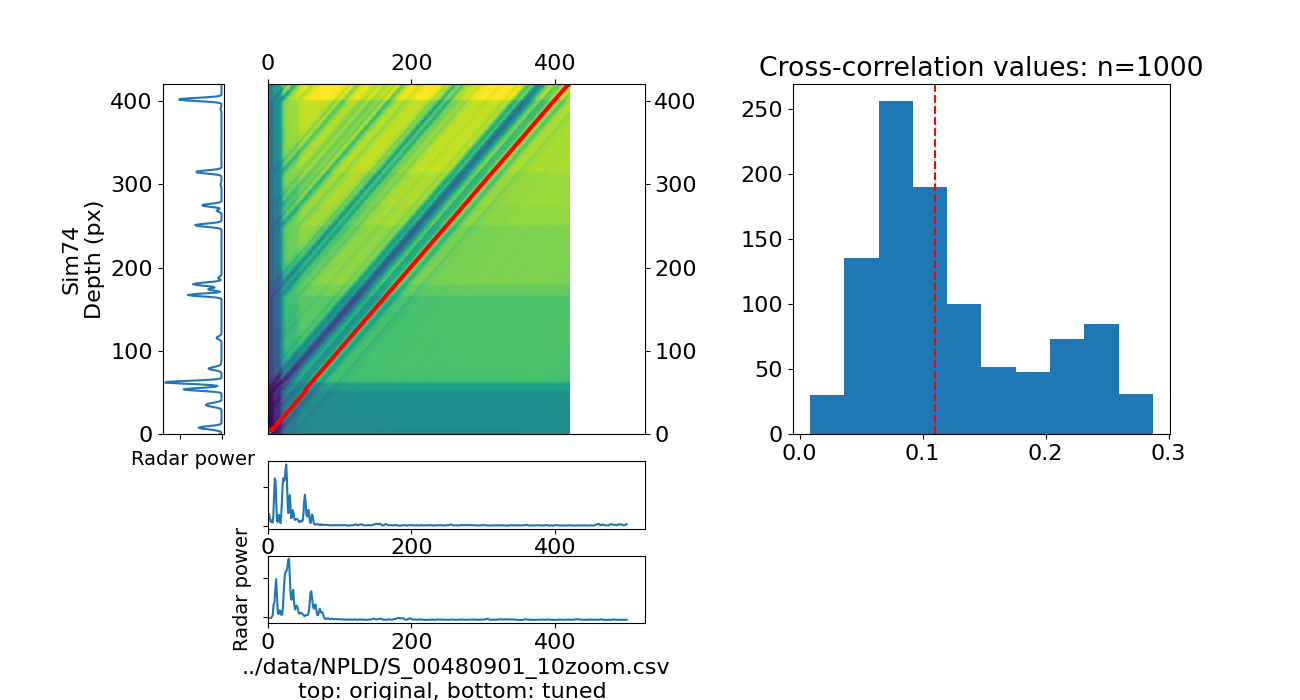 0 200 400
Cross-correlation values: n=1000
400
300
200
100
0
Sim74
Depth (px)
Radar power
400
300
200
100
0
250
200
150
100
50
0
0.0 0.1 0.2 0.3
0 200 400
Radar power
0 200 400
../data/NPLD/S_00480901_10zoom.csv
top: original, bottom: tuned